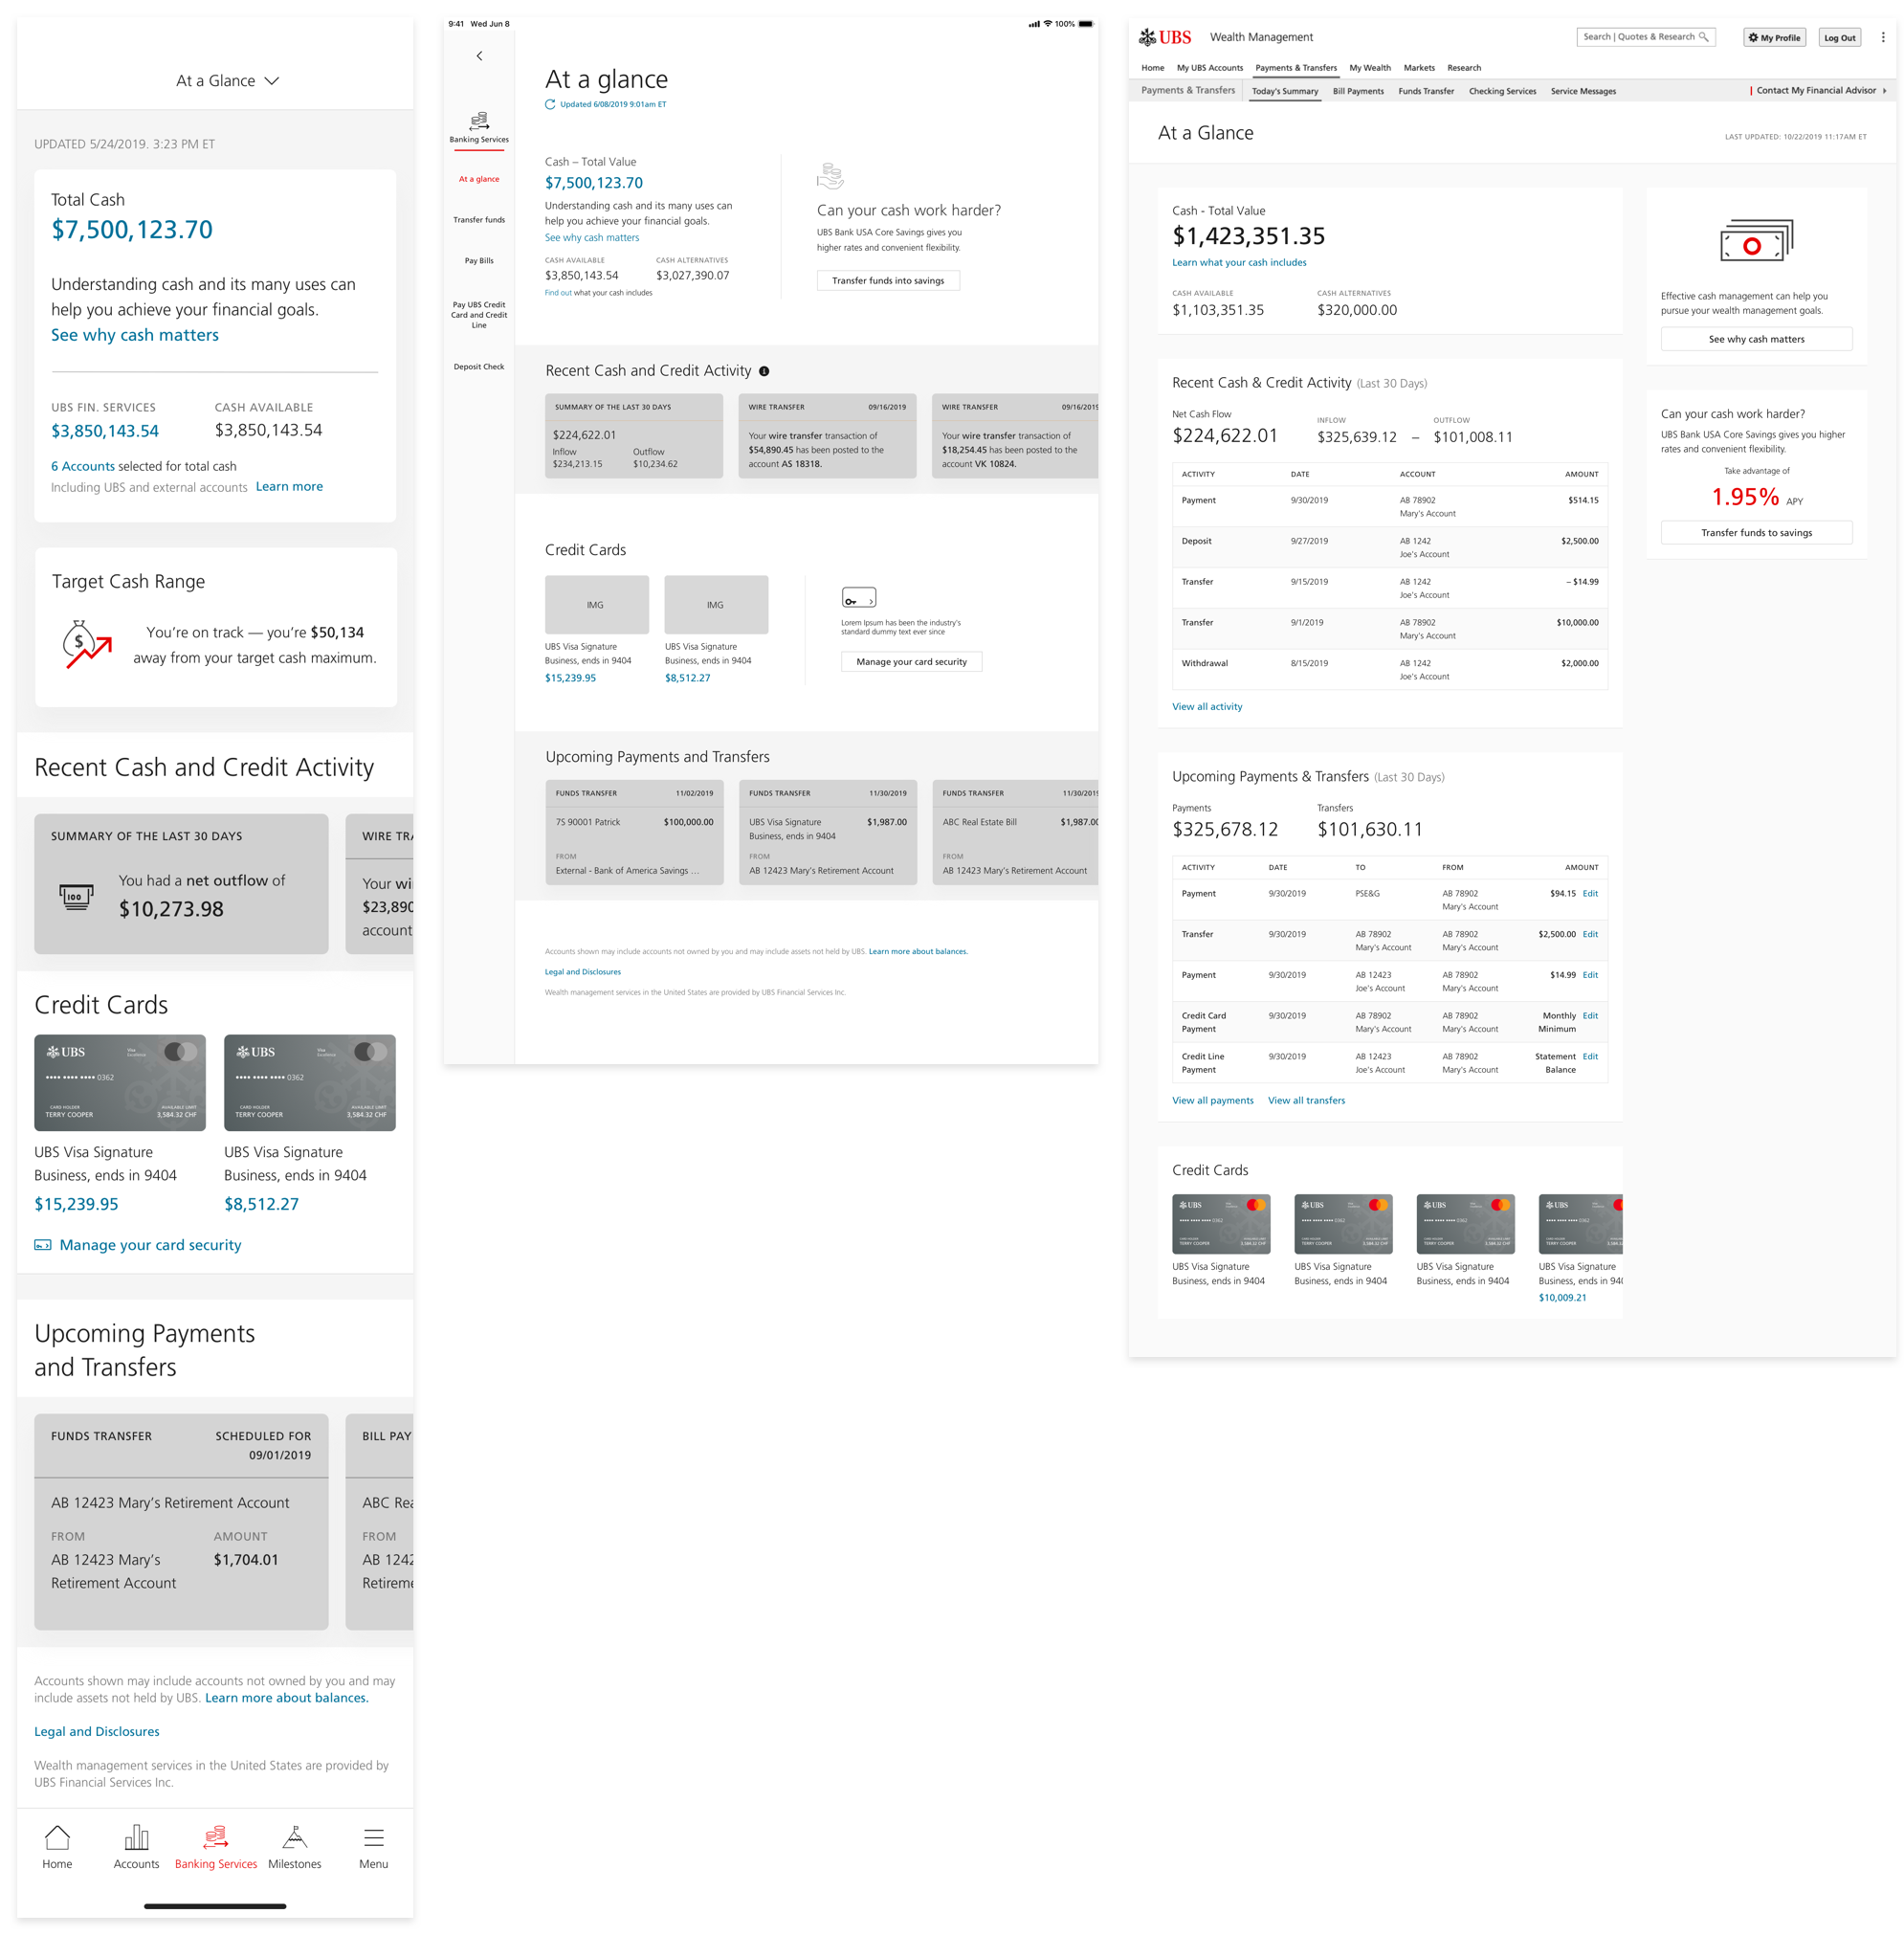 At a Glance
UPDATED 5/24/2019. 3:23 PM ET
Total Cash
$7,500,123.70
Understanding cash and its many uses can
help you achieve your financial goals.
See why cash matters
UBS FIN. SERVICES CASH AVAILABLE
$3,850,143.54 $3,850,143.54
6 Accounts selected for total cash
Including UBS and external accounts Learn more
Target Cash Range
You’re on track — you’re $50,134
away from your target cash maximum.
Recent Cash and Credit Activity
SUMMARY OF THE LAST 30 DAYS
You had a net outflow of
$10,273.98
100
WIRE TRA
Your wi
$23,890
account
Credit Cards
UBS
•••• •••• •••• 0362
CARD HOLDER AVAILABLE LIMIT
TERRY COOPER 3,584.32 CHF
UBS
•••• •••• •••• 0362
CARD HOLDER AVAILABLE LIMIT
TERRY COOPER 3,584.32 CHF
UBS Visa Signature
Business, ends in 9404
$15,239.95
UBS Visa Signature
Business, ends in 9404
$8,512.27
Manage your card security
Upcoming Payments
and Transfers
FUNDS TRANSFER SCHEDULED FOR
09/01/2019
AB 12423 Mary’s Retirement Account
FROM AMOUNT
AB 12423 Mary’s $1,704.01
Retirement Account
BILL PAY
ABC Rea
FROM
AB 1242
Retireme
Accounts shown may include accounts not owned by you and may
include assets not held by UBS. Learn more about balances.
Legal and Disclosures
Wealth management services in the United States are provided by
UBS Financial Services Inc.
Home Accounts Banking Services Milestones Menu
9:41 Wed Jun 8 100%
Banking Services
At a glance
Transfer funds
Pay Bills
Pay UBS Credit
Card and Credit
Line
Deposit Check
At a glance
Updated 6/08/2019 9:01am ET
Cash – Total Value
$7,500,123.70
Understanding cash and its many uses can
help you achieve your financial goals.
See why cash matters
CASH AVAILABLE CASH ALTERNATIVES
$3,850,143.54 $3,027,390.07
Find out what your cash includes
Can your cash work harder?
UBS Bank USA Core Savings gives you
higher rates and convenient flexibility.
Transfer funds into savings
Recent Cash and Credit Activity
SUMMARY OF THE LAST 30 DAYS
$224,622.01
Inflow Outflow
$234,213.15 $10,234.62
WIRE TRANSFER 09/16/2019
Your wire transfer transaction of
$54,890.45 has been posted to the
account AS 18318.
WIRE TRANSFER 09/16/2019
Your wire transfer transaction of
$18,254.45 has been posted to the
account VK 10824.
Credit Cards
IMG
UBS Visa Signature
Business, ends in 9404
$15,239.95
IMG
UBS Visa Signature
Business, ends in 9404
$8,512.27
Lorem Ipsum has been the industry’s
standard dummy text ever since
Manage your card security
Upcoming Payments and Transfers
FUNDS TRANSFER 11/02/2019
7S 90001 Patrick $100,000.00
FROM
External - Bank of America Savings ...
FUNDS TRANSFER 11/30/2019
UBS Visa Signature $1,987.00
Business, ends in 9404
FROM
AB 12423 Mary’s Retirement Account
FUNDS TRANSFER 11/30/2019
ABC Real Estate Bill $1,987.00
FROM
AB 12423 Mary’s Retirement Account
Accounts shown may include accounts not owned by you and may include assets not held by UBS. Learn more about balances.
Legal and Disclosures
Wealth management services in the United States are provided by UBS Financial Services Inc.
UBS Wealth Management Search | Quotes & Research My Profile Log Out
Home My UBS Accounts Payments & Transfers My Wealth Markets Research
Payments & Transfers Today's Summary Bill Payments Funds Transfer Checking Services Service Messages Contact My Financial Advisor
At a Glance
LAST UPDATED: 10/22/2019 11:17AM ET
Cash - Total Value
$1,423,351.35
Learn what your cash includes
CASH AVAILABLE CASH ALTERNATIVES
$1,103,351.35 $320,000.00
Effective cash management can help you
pursue your wealth management goals.
See why cash matters
Can your cash work harder?
UBS Bank USA Core Savings gives you higher
rates and convenient flexibility.
Take advantage of
1.95% APY
Transfer funds to savings
Recent Cash & Credit Activity (Last 30 Days)
Net Cash Flow INFLOW OUTFLOW
$224,622.01 $325,639.12 – $101,008.11
ACTIVITY DATE ACCOUNT AMOUNT
Payment 9/30/2019 AB 78902 $514.15
Mary's Account
Deposit 9/27/2019 AB 1242 $2,500.00
Joe's Account
Transfer 9/15/2019 AB 1242 – $14.99
Joe's Account
Transfer 9/1/2019 AB 78902 $10,000.00
Mary's Account
Withdrawal 8/15/2019 AB 1242 $2,000.00
Joe's Account
View all activity
Upcoming Payments & Transfers (Last 30 Days)
Payments Transfers
$325,678.12 $101,630.11
ACTIVITY DATE TO FROM AMOUNT
Payment 9/30/2019 PSE&G AB 78902 $94.15 Edit
Mary's Account
Transfer 9/30/2019 AB 78902 AB 78902 $2,500.00 Edit
Mary's Account Mary's Account
Payment 9/30/2019 AB 12423 AB 78902 $14.99 Edit
Joe's Account Mary's Account
Credit Card 9/30/2019 AB 78902 AB 78902 Monthly Edit
Payment Mary's Account Mary's Account Minimum
Credit Line 9/30/2019 AB 12423 AB 78902 Statement Edit
Payment Joe's Account Mary's Account Balance
View all payments View all transfers
Credit Cards
UBS
•••• •••• •••• 0362
TERRY COOPER 3,584.32 CHF
UBS
•••• •••• •••• 0362
TERRY COOPER 3,584.32 CHF
UBS
•••• •••• •••• 0362
TERRY COOPER 3,584.32 CHF
UBS
•••• •••• •••• 0362
TERRY COOPER
UBS Visa Signature
Business, ends in 9404
UBS Visa Signature
Business, ends in 9404
UBS Visa Signature
Business, ends in 9404
UBS Visa Signature
Business, ends in 940
$10,009.21